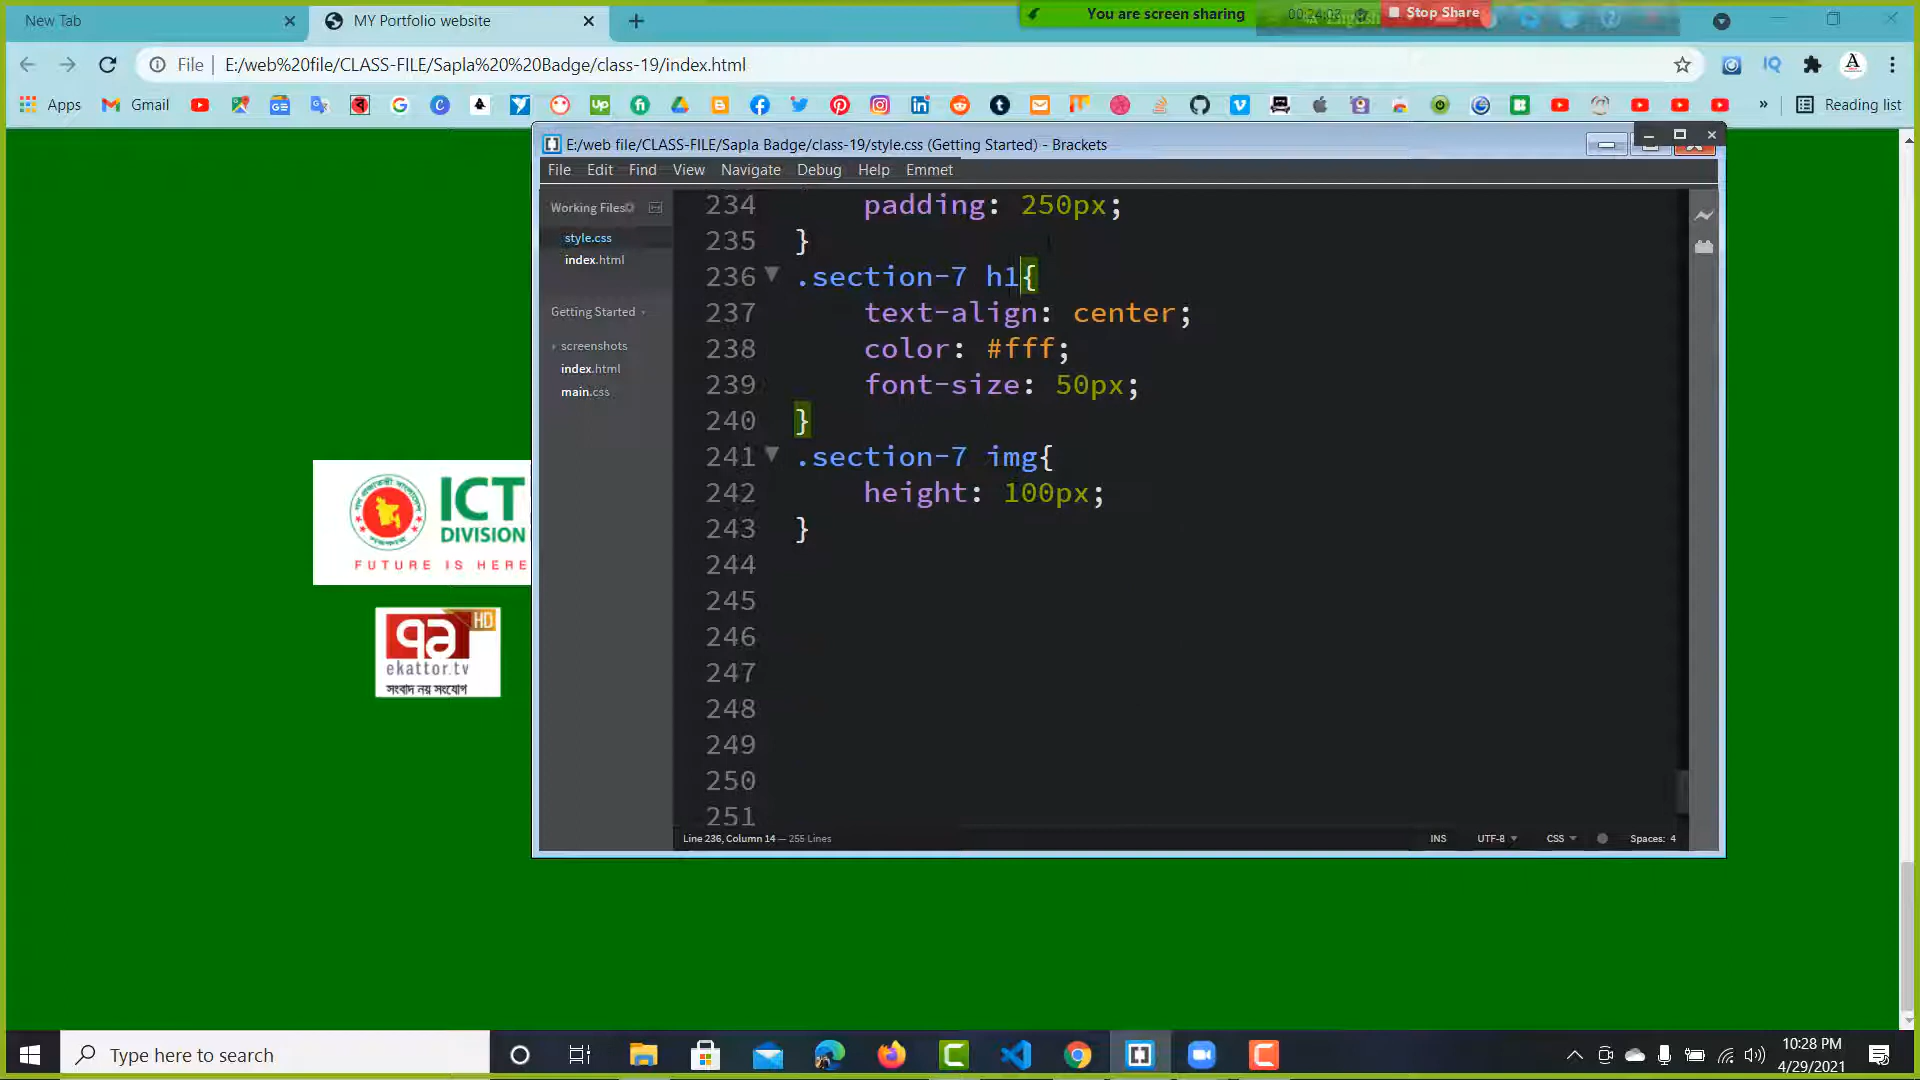 New Tab
MY Portfolio website
You are screen sharing
00:24:02
English
Stop Share
File
E:/web%20file/CLASS-FILE/Sapla%20%20Badge/class-19/index.html
Apps
Gmail
Reading list
E:/web file/CLASS-FILE/Sapla Badge/class-19/style.css (Getting Started) - Brackets
File Edit Find View Navigate Debug Help Emmet
Working Files
style.css
index.html
Getting Started
screenshots
index.html
main.css
234 padding: 250px;
235 }
236 .section-7 h1{
237 text-align: center;
238 color: #fff;
239 font-size: 50px;
240 }
241 .section-7 img{
242 height: 100px;
243 }
244
245
246
247
248
249
250
251
Line 236, Column 14 — 255 Lines
INS
UTF-8
CSS
Spaces: 4
ICT
DIVISION
FUTURE IS HERE
HD
ekattor.tv
সংবাদ নয় সংযোগ
Type here to search
10:28 PM
4/29/2021